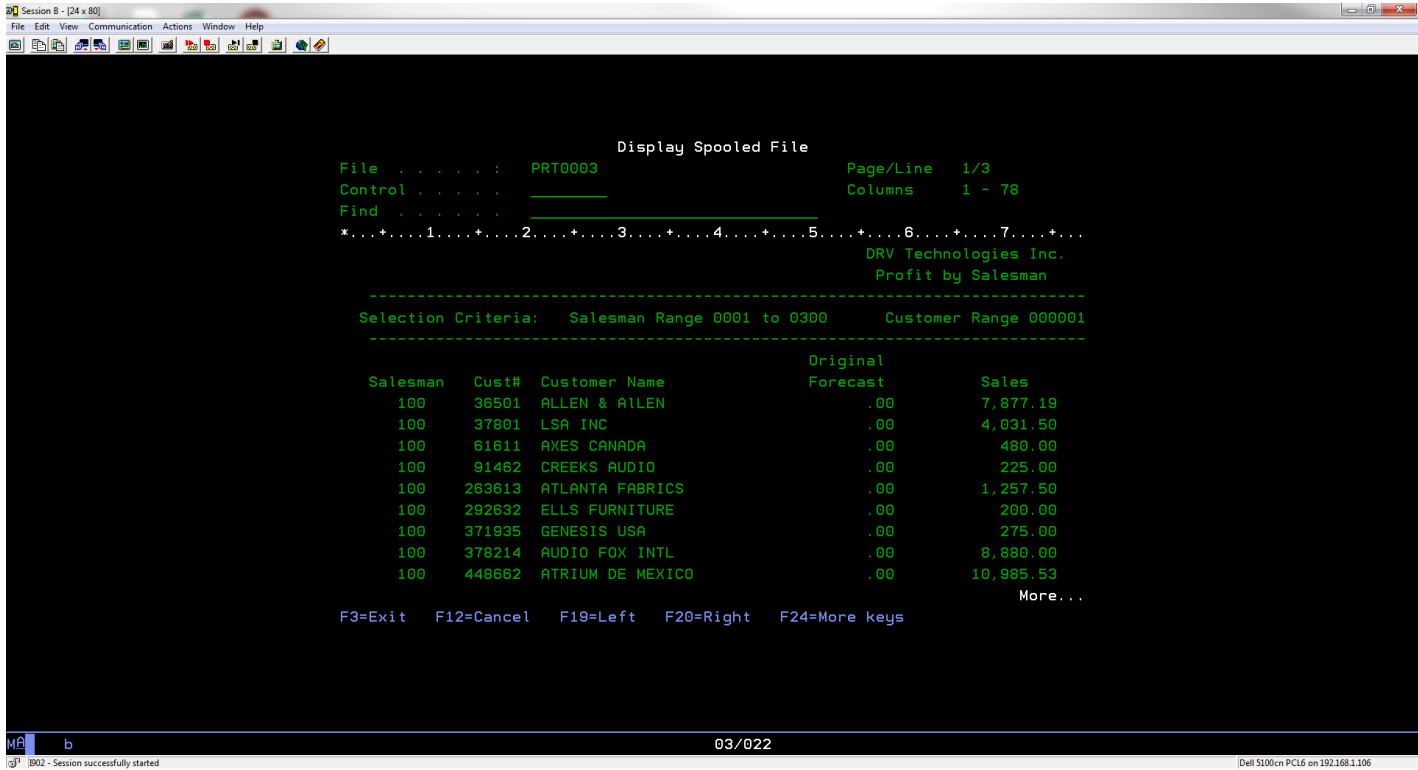 Session B - [24 x 80]
File Edit View Communication Actions Window Help
Display Spooled File
File . . . . . : PRT0003 Page/Line 1/3
Control . . . . . Columns 1 - 78
Find . . . . . .
*...+....1....+....2....+....3....+....4....+....5....+....6....+....7....+...
DRV Technologies Inc.
Profit by Salesman
---------------------------------------------------------------------------
Selection Criteria: Salesman Range 0001 to 0300 Customer Range 000001
---------------------------------------------------------------------------
Original
Salesman Cust# Customer Name Forecast Sales
100 36501 ALLEN & AlLEN .00 7,877.19
100 37801 LSA INC .00 4,031.50
100 61611 AXES CANADA .00 480.00
100 91462 CREEKS AUDIO .00 225.00
100 263613 ATLANTA FABRICS .00 1,257.50
100 292632 ELLS FURNITURE .00 200.00
100 371935 GENESIS USA .00 275.00
100 378214 AUDIO FOX INTL .00 8,880.00
100 448662 ATRIUM DE MEXICO .00 10,985.53
More...
F3=Exit F12=Cancel F19=Left F20=Right F24=More keys
MA b 03/022
I902 - Session successfully started Dell 5100cn PCL6 on 192.168.1.106